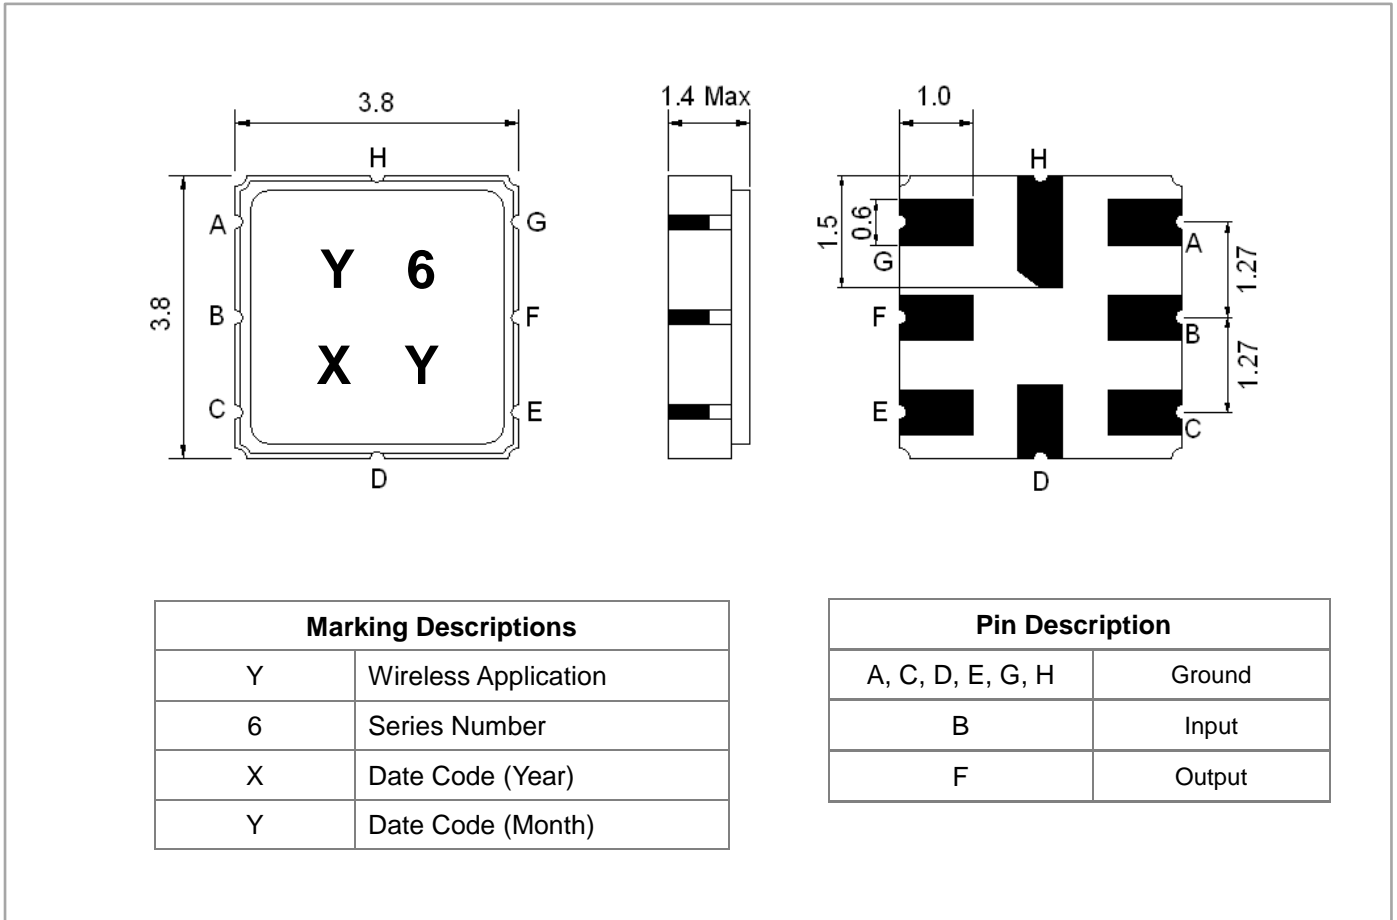 3.8
1.4 Max
1.0
H
H
A
G
A
G
1.5
0.6
1.27
Y 6
3.8
B
F
F
B
1.27
X Y
C
E
E
C
D
D
Marking Descriptions
Y Wireless Application
6 Series Number
X Date Code (Year)
Y Date Code (Month)
Pin Description
A, C, D, E, G, H Ground
B Input
F Output